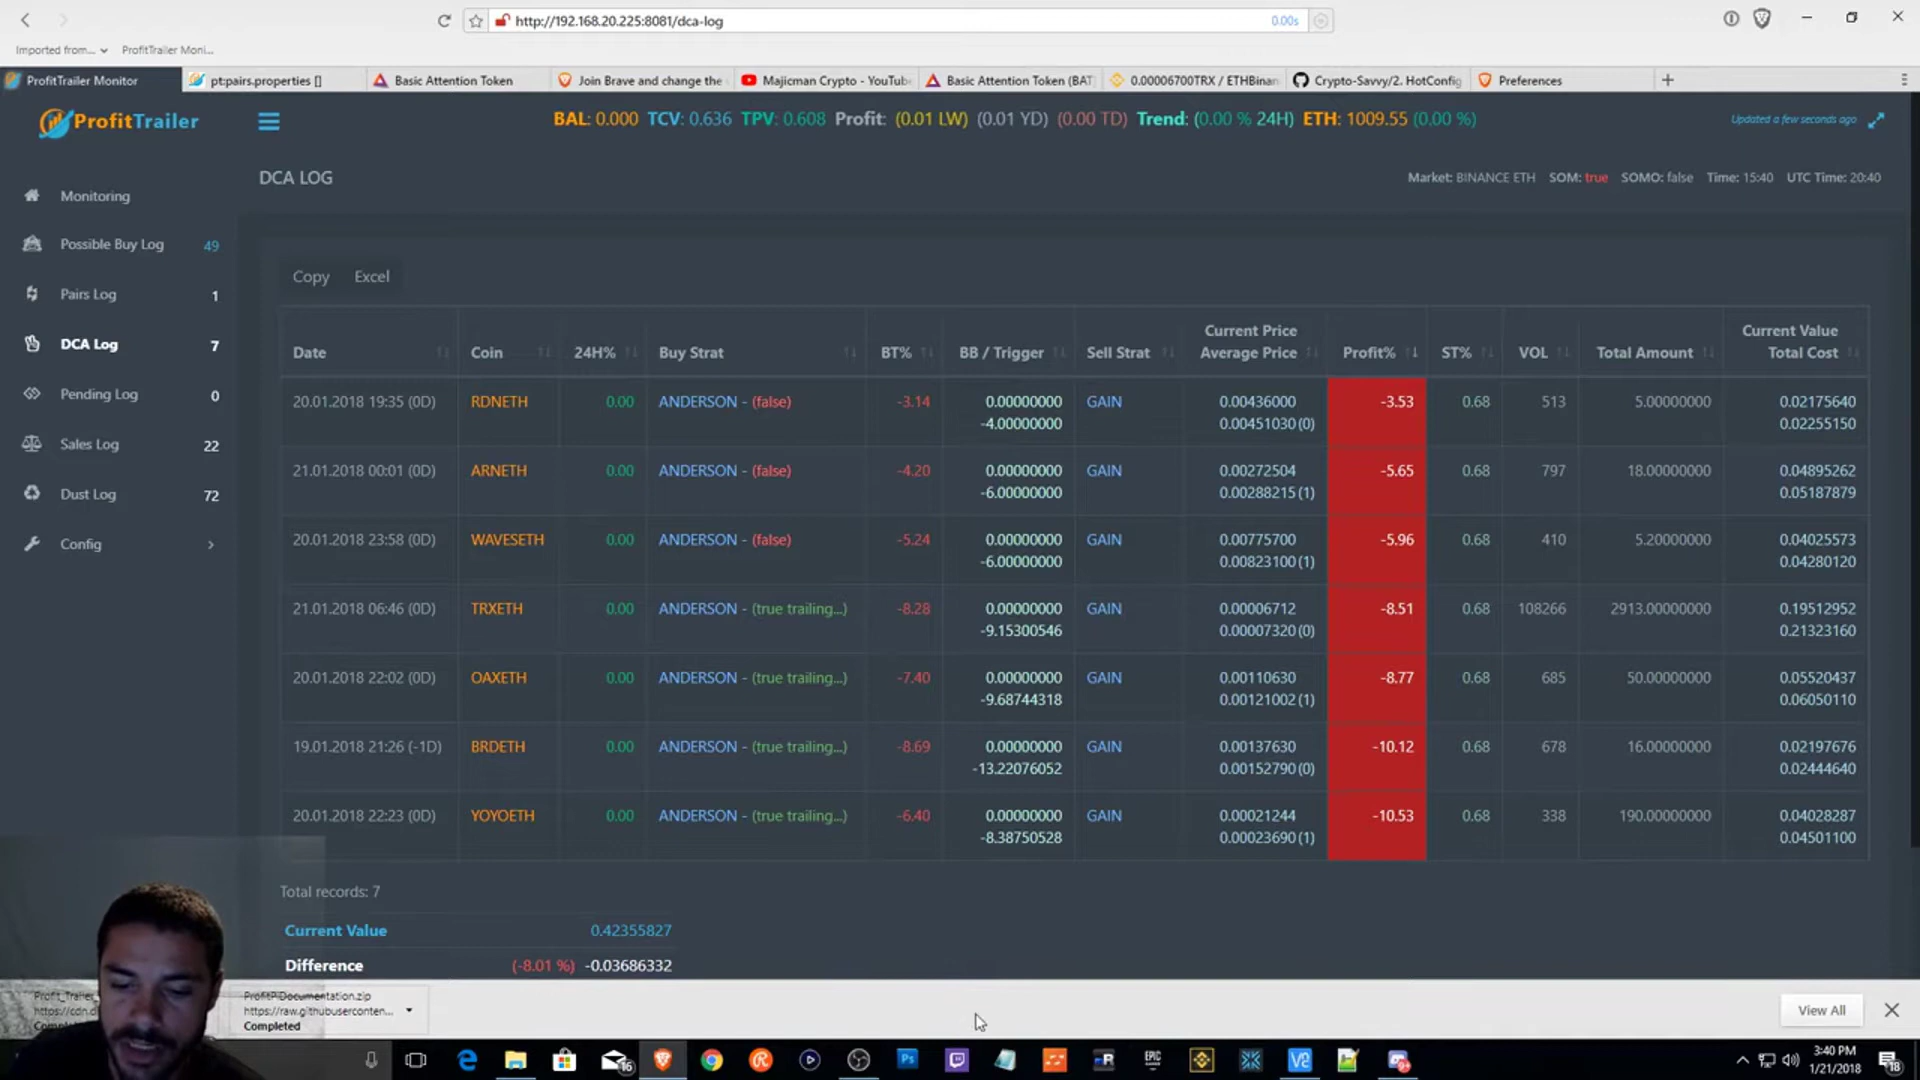 http://192.168.20.225:8081/dca-log
0.00s
Imported from...
ProfitTrailer Moni...
ProfitTrailer Monitor
pt:pairs.properties []
Basic Attention Token
Join Brave and change the
Majicman Crypto - YouTub
Basic Attention Token (BAT
0.00006700TRX / ETHBinan
Crypto-Savvy/2. HotConfig
Preferences
ProfitTrailer
BAL: 0.000 TCV: 0.636 TPV: 0.608 Profit: (0.01 LW) (0.01 YD) (0.00 TD) Trend: (0.00 % 24H) ETH: 1009.55 (0.00 %)
Updated a few seconds ago
DCA LOG
Market: BINANCE ETH SOM: true SOMO: false Time: 15:40 UTC Time: 20:40
Monitoring
Possible Buy Log 49
Pairs Log 1
DCA Log 7
Pending Log 0
Sales Log 22
Dust Log 72
Config
Copy Excel
Date Coin 24H% Buy Strat BT% BB / Trigger Sell Strat Current Price Average Price Profit% ST% VOL Total Amount Current Value Total Cost
20.01.2018 19:35 (0D) RDNETH 0.00 ANDERSON - (false) -3.14 0.00000000 GAIN 0.00436000 -3.53 0.68 513 5.00000000 0.02175640
-4.00000000 0.00451030(0) 0.02255150
21.01.2018 00:01 (0D) ARNETH 0.00 ANDERSON - (false) -4.20 0.00000000 GAIN 0.00272504 -5.65 0.68 797 18.00000000 0.04895262
-6.00000000 0.00288215(1) 0.05187879
20.01.2018 23:58 (0D) WAVESETH 0.00 ANDERSON - (false) -5.24 0.00000000 GAIN 0.00775700 -5.96 0.68 410 5.20000000 0.04025573
-6.00000000 0.00823100(1) 0.04280120
21.01.2018 06:46 (0D) TRXETH 0.00 ANDERSON - (true trailing...) -8.28 0.00000000 GAIN 0.00006712 -8.51 0.68 108266 2913.00000000 0.19512952
-9.15300546 0.00007320(0) 0.21323160
20.01.2018 22:02 (0D) OAXETH 0.00 ANDERSON - (true trailing...) -7.40 0.00000000 GAIN 0.00110630 -8.77 0.68 685 50.00000000 0.05520437
-9.68744318 0.00121002(1) 0.06050110
19.01.2018 21:26 (-1D) BRDETH 0.00 ANDERSON - (true trailing...) -8.69 0.00000000 GAIN 0.00137630 -10.12 0.68 678 16.00000000 0.02197676
-13.22076052 0.00152790(0) 0.02444640
20.01.2018 22:23 (0D) YOYOETH 0.00 ANDERSON - (true trailing...) -6.40 0.00000000 GAIN 0.00021244 -10.53 0.68 338 190.00000000 0.04028287
-8.38750528 0.00023690(1) 0.04501100
Total records: 7
Current Value 0.42355827
Difference (-8.01 %) -0.03686332
Profit_Trailer
https://cdn.d
ProfitPiDocumentation.zip
https://raw.githubuserconten...
Completed
View All
16
3:40 PM
1/21/2018
18